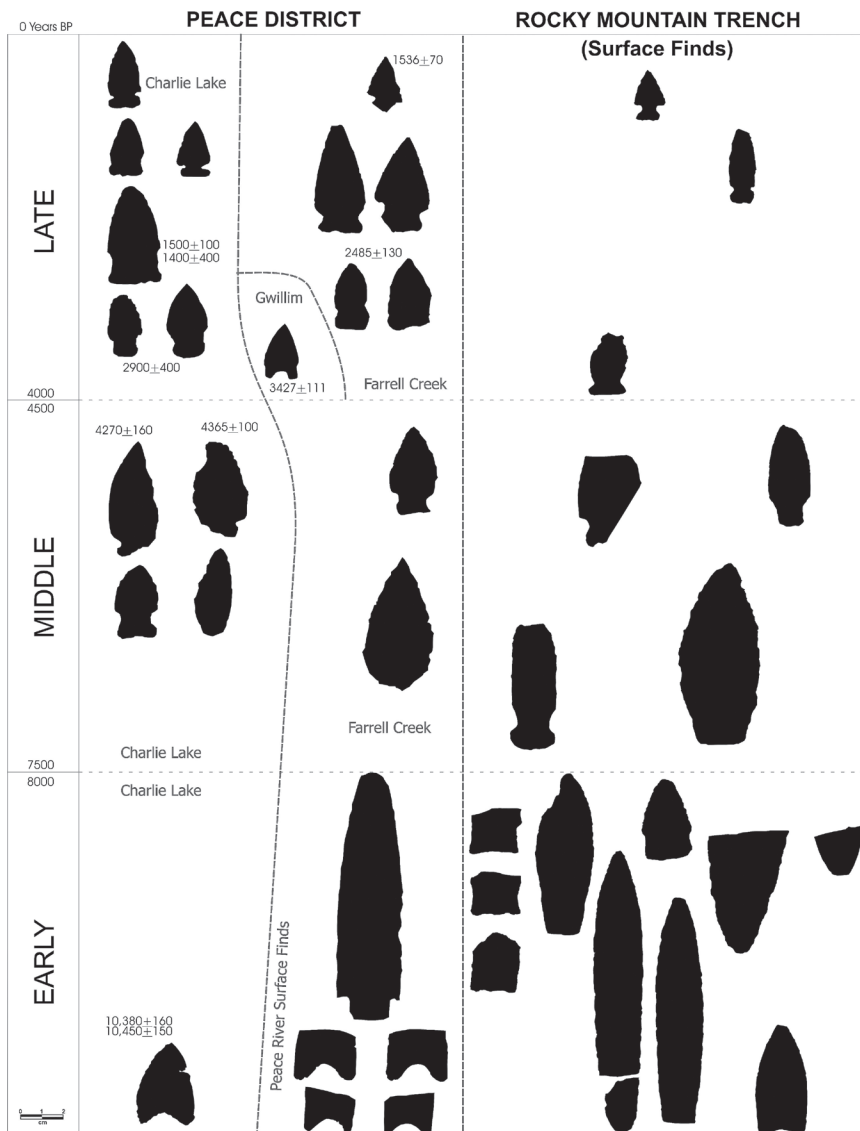 PEACE DISTRICT
ROCKY MOUNTAIN TRENCH
(Surface Finds)
0 Years BP
LATE
Charlie Lake
1536±70
1500±100
1400±400
2485±130
Gwillim
2900±400
3427±111
Farrell Creek
4000
4500
MIDDLE
4270±160
4365±100
Farrell Creek
Charlie Lake
7500
8000
EARLY
Charlie Lake
Peace River Surface Finds
10,380±160
10,450±150
0 1 2
cm